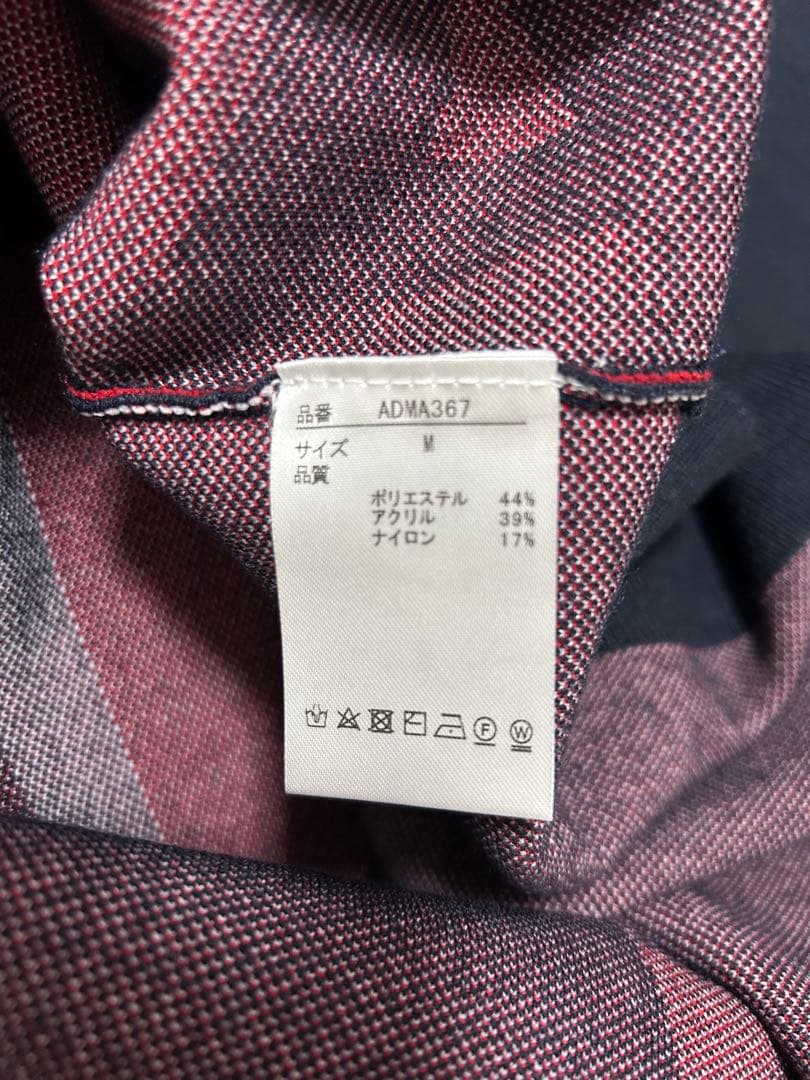 品番 ADMA367
サイズ M
品質
ポリエステル 44%
アクリル 39%
ナイロン 17%
F W